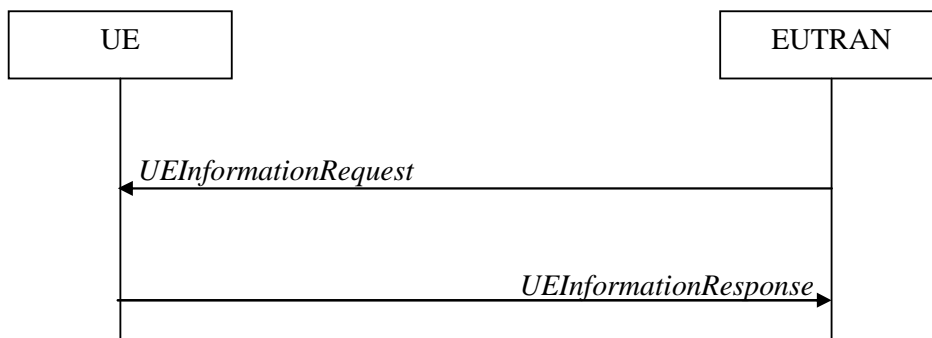 UE
EUTRAN
UEInformationRequest
UEInformationResponse